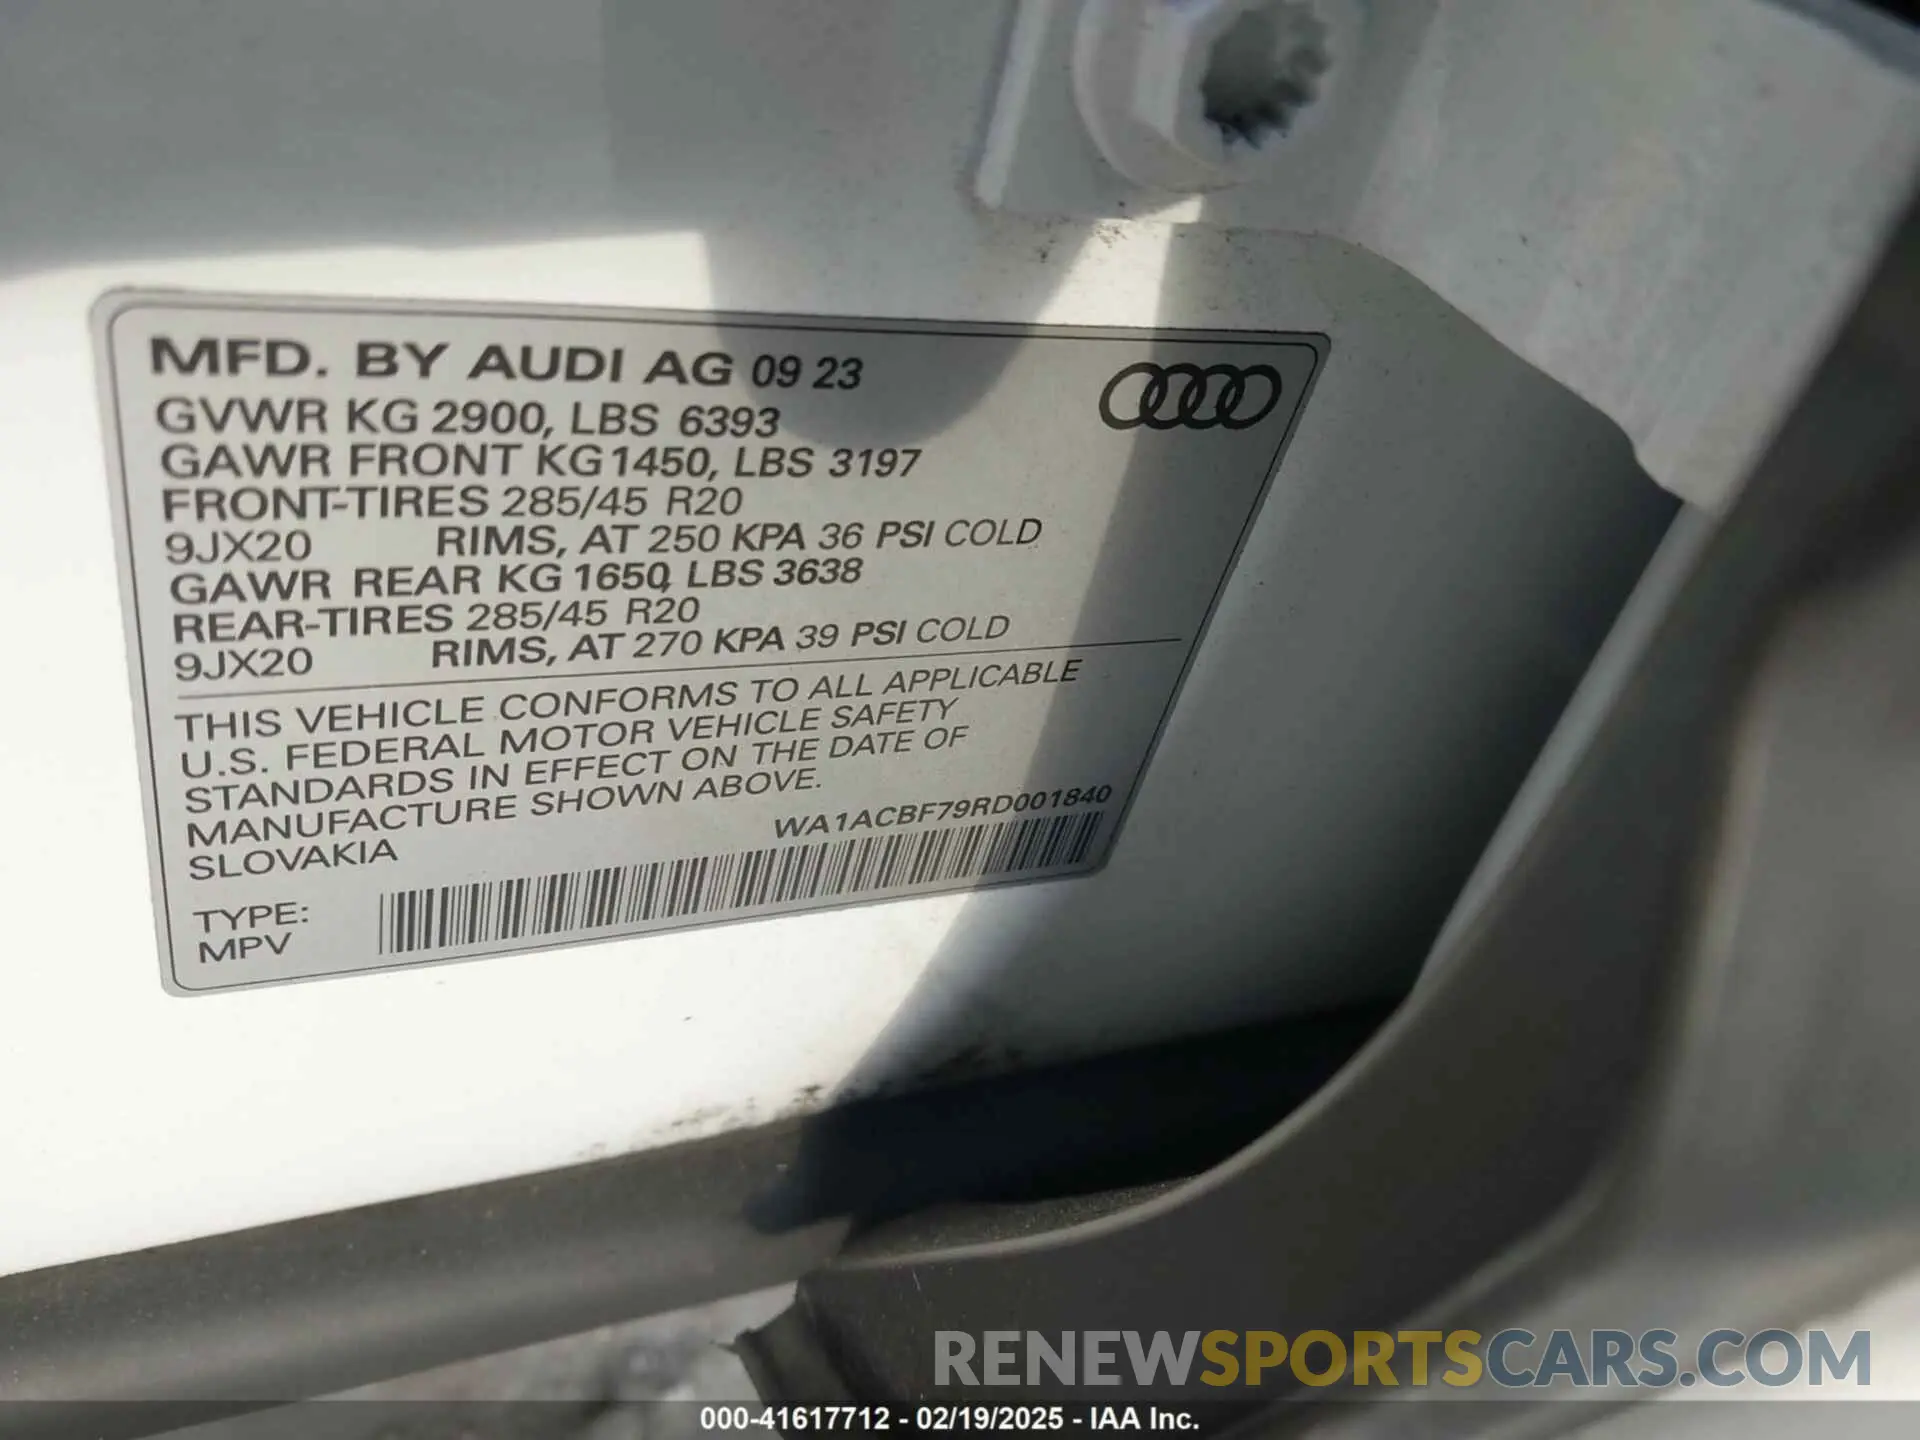 MFD. BY AUDI AG 09 23
GVWR KG 2900, LBS 6393
GAWR FRONT KG 1450, LBS 3197
FRONT-TIRES 285/45 R20
9JX20 RIMS, AT 250 KPA 36 PSI COLD
GAWR REAR KG 1650, LBS 3638
REAR-TIRES 285/45 R20
9JX20 RIMS, AT 270 KPA 39 PSI COLD
THIS VEHICLE CONFORMS TO ALL APPLICABLE
U.S. FEDERAL MOTOR VEHICLE SAFETY
STANDARDS IN EFFECT ON THE DATE OF
MANUFACTURE SHOWN ABOVE.
SLOVAKIA
WA1ACBF79RD001840
TYPE:
MPV
RENEWSPORTSCARS.COM
000-41617712 - 02/19/2025 - IAA Inc.